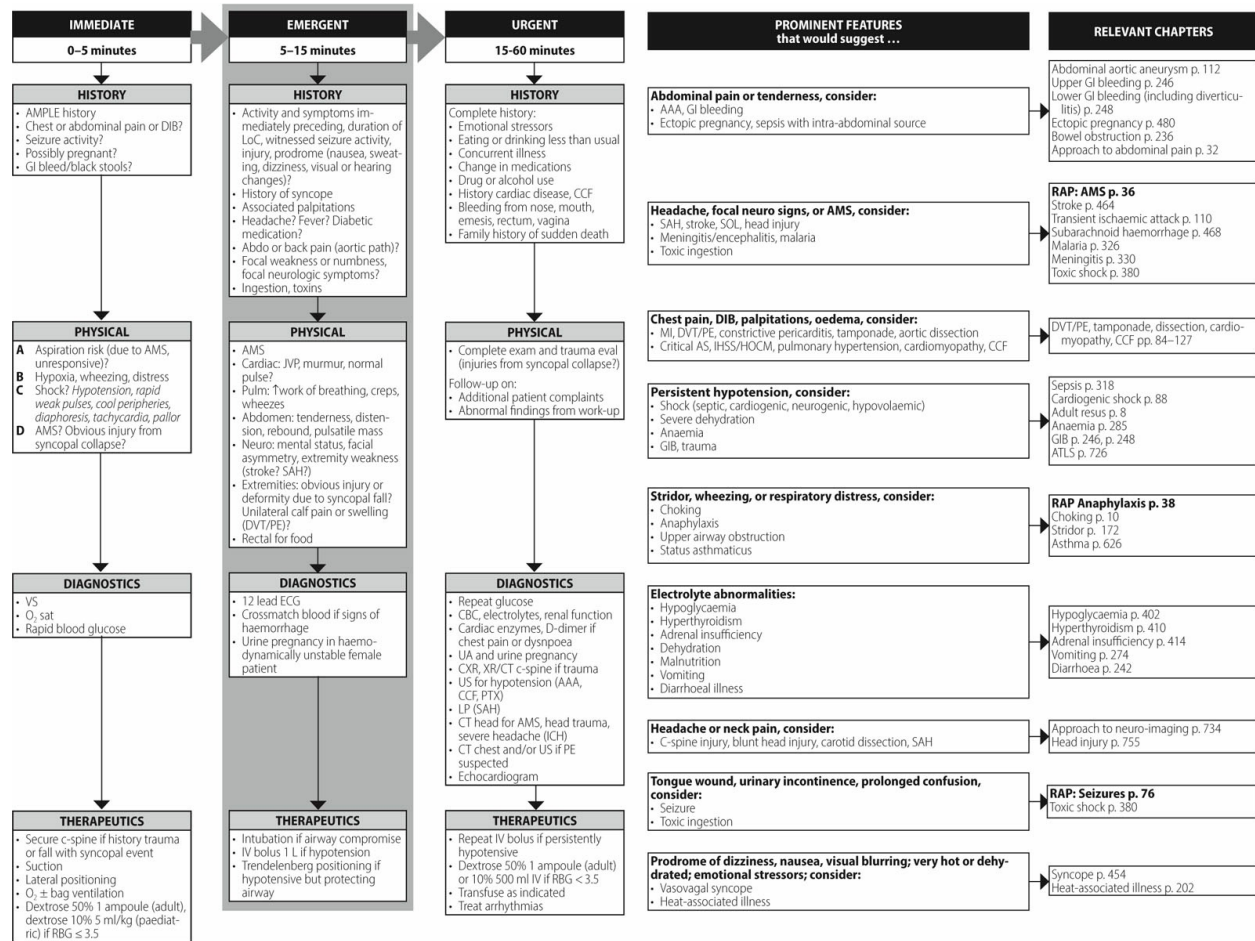 IMMEDIATE
0–5 minutes
HISTORY
• AMPLE history
• Chest or abdominal pain or DIB?
• Seizure activity?
• Possibly pregnant?
• GI bleed/black stools?
PHYSICAL
A Aspiration risk (due to AMS,
unresponsive)?
B Hypoxia, wheezing, distress
C Shock? Hypotension, rapid
weak pulses, cool peripheries,
diaphoresis, tachycardia, pallor
D AMS? Obvious injury from
syncopal collapse?
DIAGNOSTICS
• VS
• O₂ sat
• Rapid blood glucose
THERAPEUTICS
• Secure c-spine if history trauma
or fall with syncopal event
• Suction
• Lateral positioning
• O₂ ± bag ventilation
• Dextrose 50% 1 ampoule (adult),
dextrose 10% 5 ml/kg (paediat-
ric) if RBG ≤ 3.5
EMERGENT
5–15 minutes
HISTORY
• Activity and symptoms im-
mediately preceding, duration of
LoC, witnessed seizure activity,
injury, prodrome (nausea, sweat-
ing, dizziness, visual or hearing
changes)?
• History of syncope
• Associated palpitations
• Headache? Fever? Diabetic
medication?
• Abdo or back pain (aortic path)?
• Focal weakness or numbness,
focal neurologic symptoms?
• Ingestion, toxins
PHYSICAL
• AMS
• Cardiac: JVP, murmur, normal
pulse?
• Pulm: ↑work of breathing, creps,
wheezes
• Abdomen: tenderness, disten-
sion, rebound, pulsatile mass
• Neuro: mental status, facial
asymmetry, extremity weakness
(stroke? SAH?)
• Extremities: obvious injury or
deformity due to syncopal fall?
Unilateral calf pain or swelling
(DVT/PE)?
• Rectal for food
DIAGNOSTICS
• 12 lead ECG
• Crossmatch blood if signs of
haemorrhage
• Urine pregnancy in haemo-
dynamically unstable female
patient
THERAPEUTICS
• Intubation if airway compromise
• IV bolus 1 L if hypotension
• Trendelenberg positioning if
hypotensive but protecting
airway
URGENT
15-60 minutes
HISTORY
Complete history:
• Emotional stressors
• Eating or drinking less than usual
• Concurrent illness
• Change in medications
• Drug or alcohol use
• History cardiac disease, CCF
• Bleeding from nose, mouth,
emesis, rectum, vagina
• Family history of sudden death
PHYSICAL
• Complete exam and trauma eval
(injuries from syncopal collapse?)
Follow-up on:
• Additional patient complaints
• Abnormal findings from work-up
DIAGNOSTICS
• Repeat glucose
• CBC, electrolytes, renal function
• Cardiac enzymes, D-dimer if
chest pain or dyspnoea
• UA and urine pregnancy
• CXR, XR/CT c-spine if trauma
• US for hypotension (AAA,
CCF, PTX)
• LP (SAH)
• CT head for AMS, head trauma,
severe headache (ICH)
• CT chest and/or US if PE
suspected
• Echocardiogram
THERAPEUTICS
• Repeat IV bolus if persistently
hypotensive
• Dextrose 50% 1 ampoule (adult)
or 10% 500 ml IV if RBG < 3.5
• Transfuse as indicated
• Treat arrhythmias
PROMINENT FEATURES
that would suggest …
RELEVANT CHAPTERS
Abdominal pain or tenderness, consider:
• AAA, GI bleeding
• Ectopic pregnancy, sepsis with intra-abdominal source
Abdominal aortic aneurysm p. 112
Upper GI bleeding p. 246
Lower GI bleeding (including diverticu-
litis) p. 248
Ectopic pregnancy p. 480
Bowel obstruction p. 236
Approach to abdominal pain p. 32
Headache, focal neuro signs, or AMS, consider:
• SAH, stroke, SOL, head injury
• Meningitis/encephalitis, malaria
• Toxic ingestion
RAP: AMS p. 36
Stroke p. 464
Transient ischaemic attack p. 110
Subarachnoid haemorrhage p. 468
Malaria p. 326
Meningitis p. 330
Toxic shock p. 380
Chest pain, DIB, palpitations, oedema, consider:
• MI, DVT/PE, constrictive pericarditis, tamponade, aortic dissection
• Critical AS, IHSS/HOCM, pulmonary hypertension, cardiomyopathy, CCF
DVT/PE, tamponade, dissection, cardio-
myopathy, CCF pp. 84–127
Persistent hypotension, consider:
• Shock (septic, cardiogenic, neurogenic, hypovolaemic)
• Severe dehydration
• Anaemia
• GIB, trauma
Sepsis p. 318
Cardiogenic shock p. 88
Adult resus p. 8
Anaemia p. 285
GIB p. 246, p. 248
ATLS p. 726
Stridor, wheezing, or respiratory distress, consider:
• Choking
• Anaphylaxis
• Upper airway obstruction
• Status asthmaticus
RAP Anaphylaxis p. 38
Choking p. 10
Stridor p. 172
Asthma p. 626
Electrolyte abnormalities:
• Hypoglycaemia
• Hyperthyroidism
• Adrenal insufficiency
• Dehydration
• Malnutrition
• Vomiting
• Diarrhoeal illness
Hypoglycaemia p. 402
Hyperthyroidism p. 410
Adrenal insufficiency p. 414
Vomiting p. 274
Diarrhoea p. 242
Headache or neck pain, consider:
• C-spine injury, blunt head injury, carotid dissection, SAH
Approach to neuro-imaging p. 734
Head injury p. 755
Tongue wound, urinary incontinence, prolonged confusion,
consider:
• Seizure
• Toxic ingestion
RAP: Seizures p. 76
Toxic shock p. 380
Prodrome of dizziness, nausea, visual blurring; very hot or dehy-
drated; emotional stressors; consider:
• Vasovagal syncope
• Heat-associated illness
Syncope p. 454
Heat-associated illness p. 202